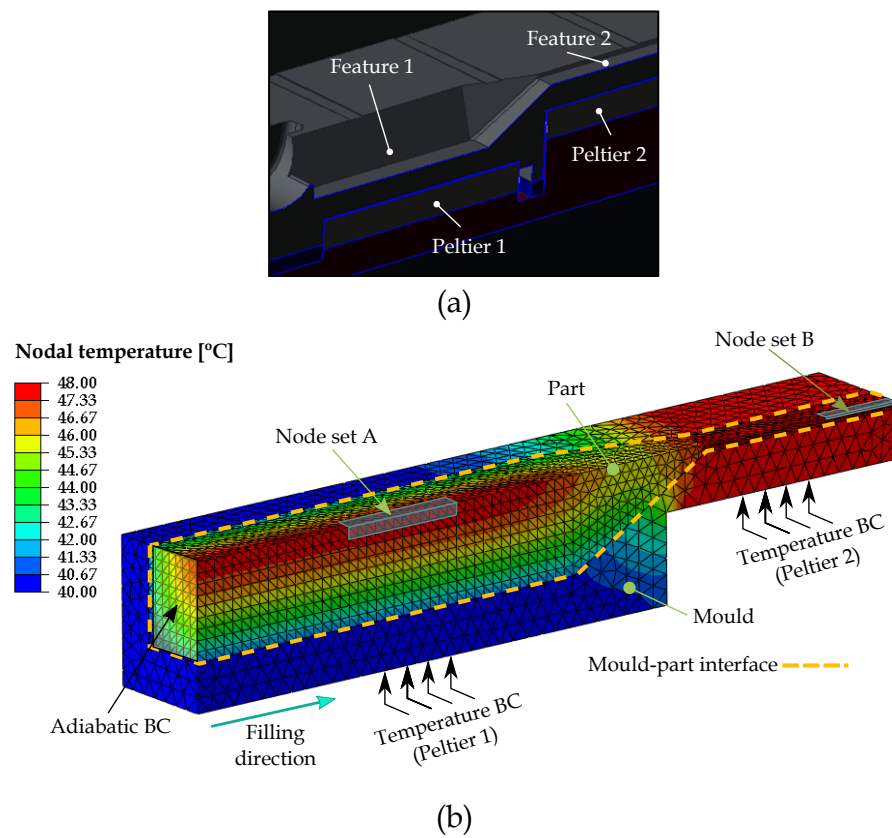 Feature 2
Feature 1
Peltier 2
Peltier 1
(a)
Nodal temperature [ºC]
48.00
47.33
46.67
46.00
45.33
44.67
44.00
43.33
42.67
42.00
41.33
40.67
40.00
Node set B
Part
Node set A
Temperature BC
(Peltier 2)
Mould
Mould-part interface
Adiabatic BC
Filling
direction
Temperature BC
(Peltier 1)
(b)